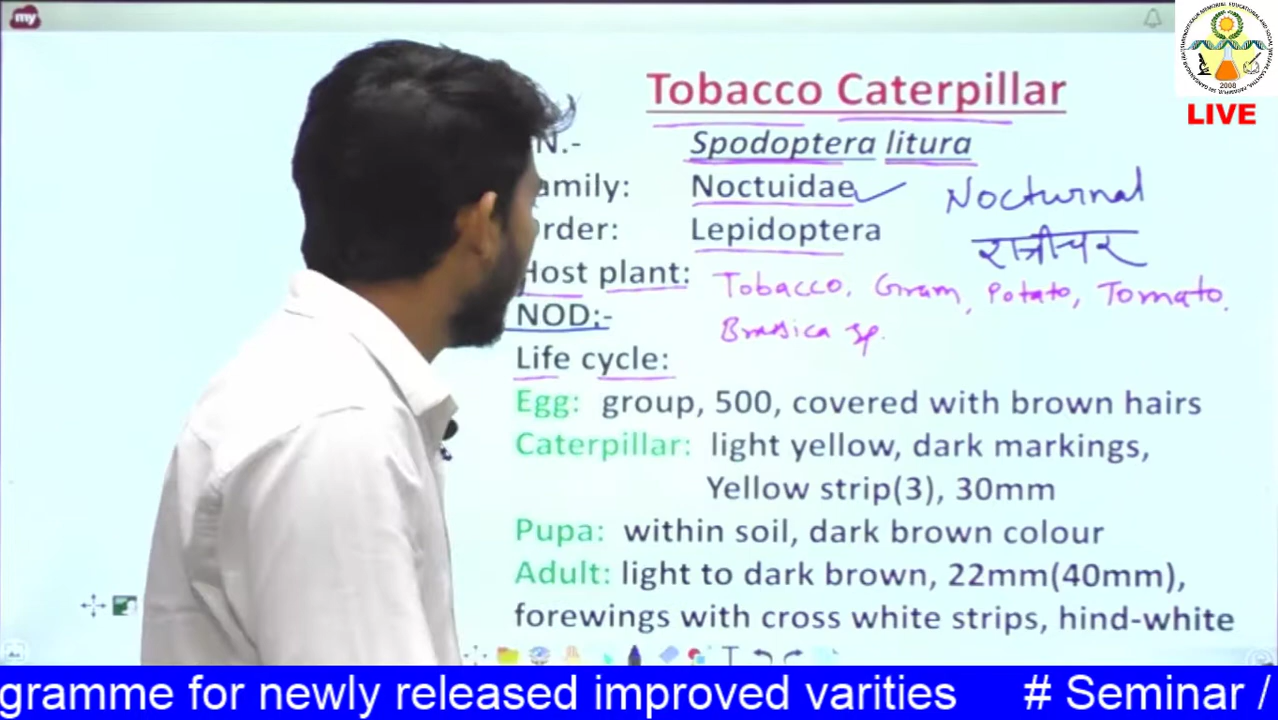 my
Tobacco Caterpillar
N.- Spodoptera litura
amily: Noctuidae Nocturnal
rder: Lepidoptera रात्रीचर
Host plant: Tobacco, Gram, Potato, Tomato.
NOD:- Brassica sp.
Life cycle:
Egg: group, 500, covered with brown hairs
Caterpillar: light yellow, dark markings,
Yellow strip(3), 30mm
Pupa: within soil, dark brown colour
Adult: light to dark brown, 22mm(40mm),
forewings with cross white strips, hind-white
2008
LIVE
gramme for newly released improved varities # Seminar /